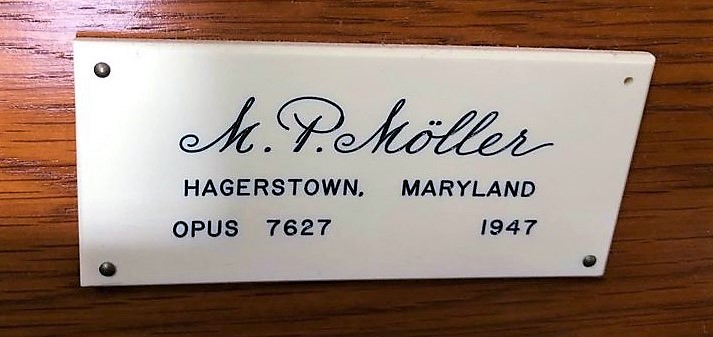 M. P. Möller
HAGERSTOWN, MARYLAND
OPUS 7627 1947